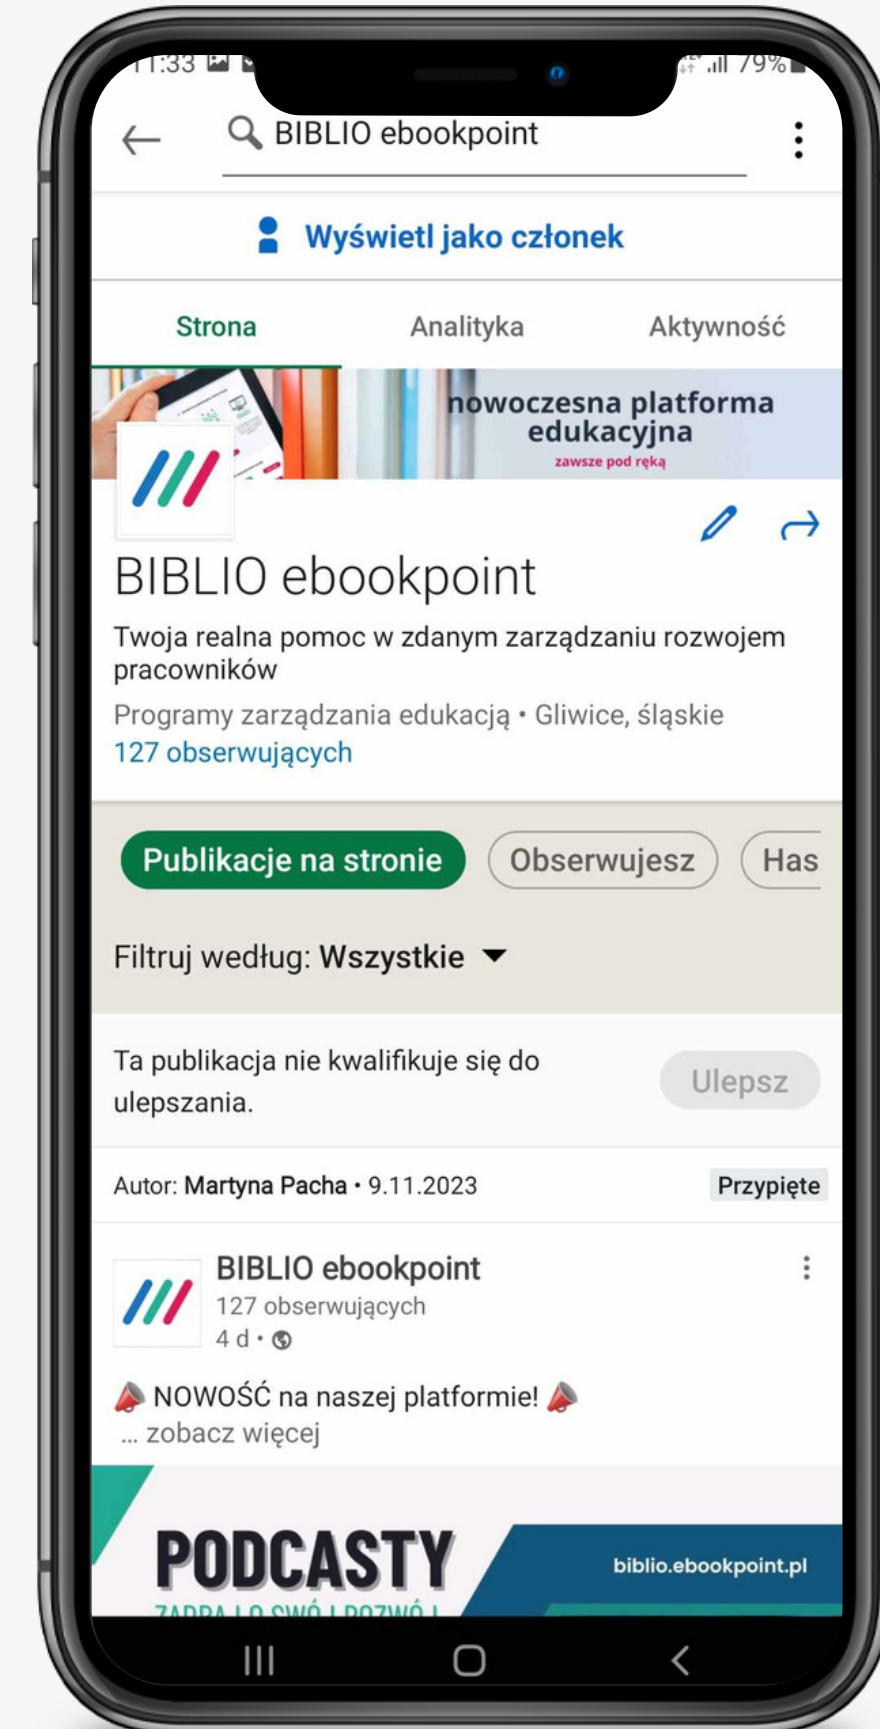 11:33
79%
BIBLIO ebookpoint
Wyświetl jako członek
Strona Analityka Aktywność
nowoczesna platforma
edukacyjna
zawsze pod ręką
BIBLIO ebookpoint
Twoja realna pomoc w zdanym zarządzaniu rozwojem
pracowników
Programy zarządzania edukacją • Gliwice, śląskie
127 obserwujących
Publikacje na stronie Obserwujesz Has
Filtruj według: Wszystkie
Ta publikacja nie kwalifikuje się do
ulepszania.
Ulepsz
Autor: Martyna Pacha • 9.11.2023 Przypięte
BIBLIO ebookpoint
127 obserwujących
4 d •
NOWOŚĆ na naszej platformie!
... zobacz więcej
PODCASTY
biblio.ebookpoint.pl